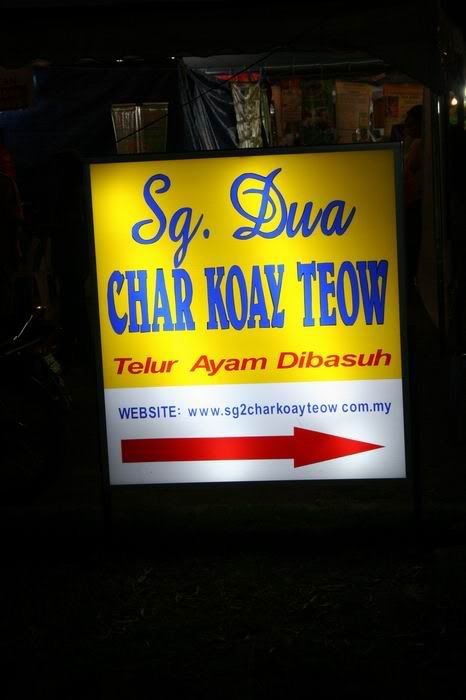 Sg. Dua
CHAR KOAY TEOW
Telur Ayam Dibasuh
WEBSITE: www.sg2charkoayteow.com.my